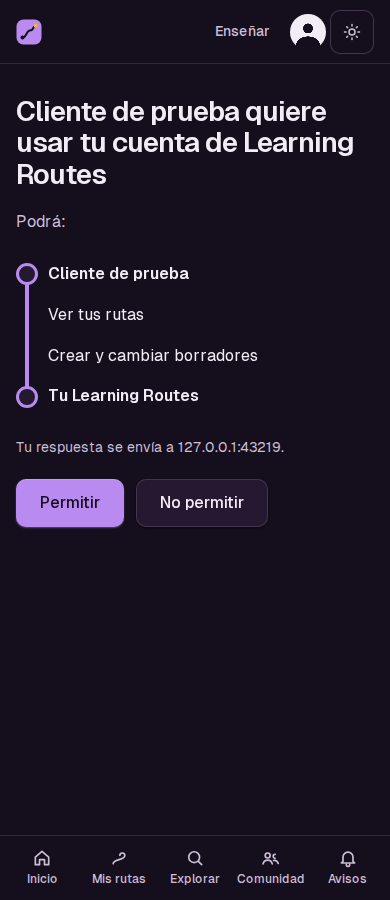 Enseñar
Cliente de prueba quiere
usar tu cuenta de Learning
Routes
Podrá:
Cliente de prueba
Ver tus rutas
Crear y cambiar borradores
Tu Learning Routes
Tu respuesta se envía a 127.0.0.1:43219.
Permitir
No permitir
Inicio
Mis rutas
Explorar
Comunidad
Avisos